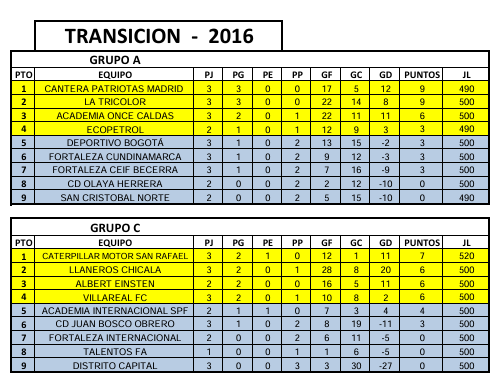 TRANSICION - 2016
GRUPO A
PTO EQUIPO PJ PG PE PP GF GC GD PUNTOS JL
1 CANTERA PATRIOTAS MADRID 3 3 0 0 17 5 12 9 490
2 LA TRICOLOR 3 3 0 0 22 14 8 9 500
3 ACADEMIA ONCE CALDAS 3 2 0 1 22 11 11 6 500
4 ECOPETROL 2 1 0 1 12 9 3 3 490
5 DEPORTIVO BOGOTÁ 3 1 0 2 13 15 -2 3 500
6 FORTALEZA CUNDINAMARCA 3 1 0 2 9 12 -3 3 500
7 FORTALEZA CEIF BECERRA 3 1 0 2 7 16 -9 3 500
8 CD OLAYA HERRERA 2 0 0 2 2 12 -10 0 500
9 SAN CRISTOBAL NORTE 2 0 0 2 5 15 -10 0 490
GRUPO C
PTO EQUIPO PJ PG PE PP GF GC GD PUNTOS JL
1 CATERPILLAR MOTOR SAN RAFAEL 3 2 1 0 12 1 11 7 520
2 LLANEROS CHICALA 3 2 0 1 28 8 20 6 500
3 ALBERT EINSTEN 2 2 0 0 16 5 11 6 500
4 VILLAREAL FC 3 2 0 1 10 8 2 6 500
5 ACADEMIA INTERNACIONAL SPF 2 1 1 0 7 3 4 4 500
6 CD JUAN BOSCO OBRERO 3 1 0 2 8 19 -11 3 500
7 FORTALEZA INTERNACIONAL 2 0 0 2 6 11 -5 0 500
8 TALENTOS FA 1 0 0 1 1 6 -5 0 500
9 DISTRITO CAPITAL 3 0 0 3 3 30 -27 0 500